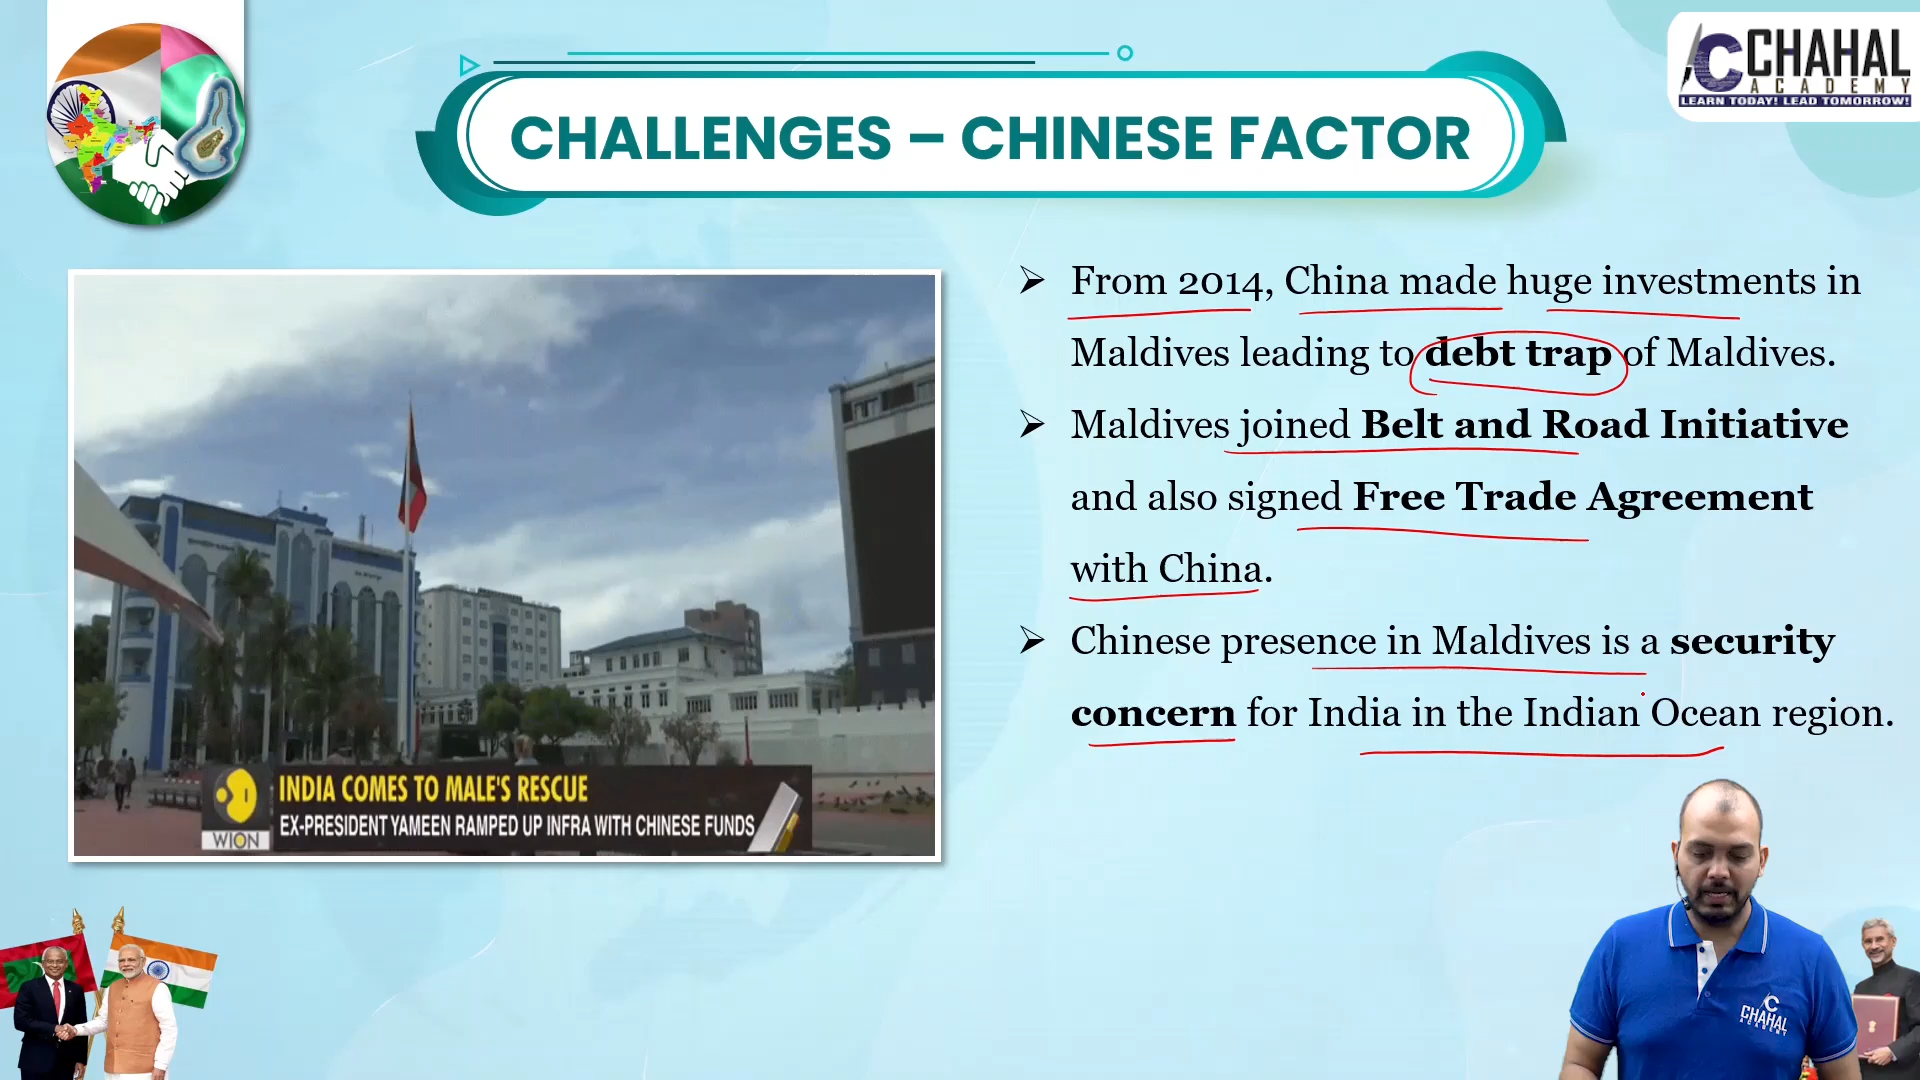 CHAHAL
ACADEMY
LEARN TODAY! LEAD TOMORROW!
CHALLENGES – CHINESE FACTOR
➢ From 2014, China made huge investments in
Maldives leading to debt trap of Maldives.
➢ Maldives joined Belt and Road Initiative
and also signed Free Trade Agreement
with China.
➢ Chinese presence in Maldives is a security
concern for India in the Indian Ocean region.
INDIA COMES TO MALE'S RESCUE
EX-PRESIDENT YAMEEN RAMPED UP INFRA WITH CHINESE FUNDS
WION
CHAHAL
ACADEMY